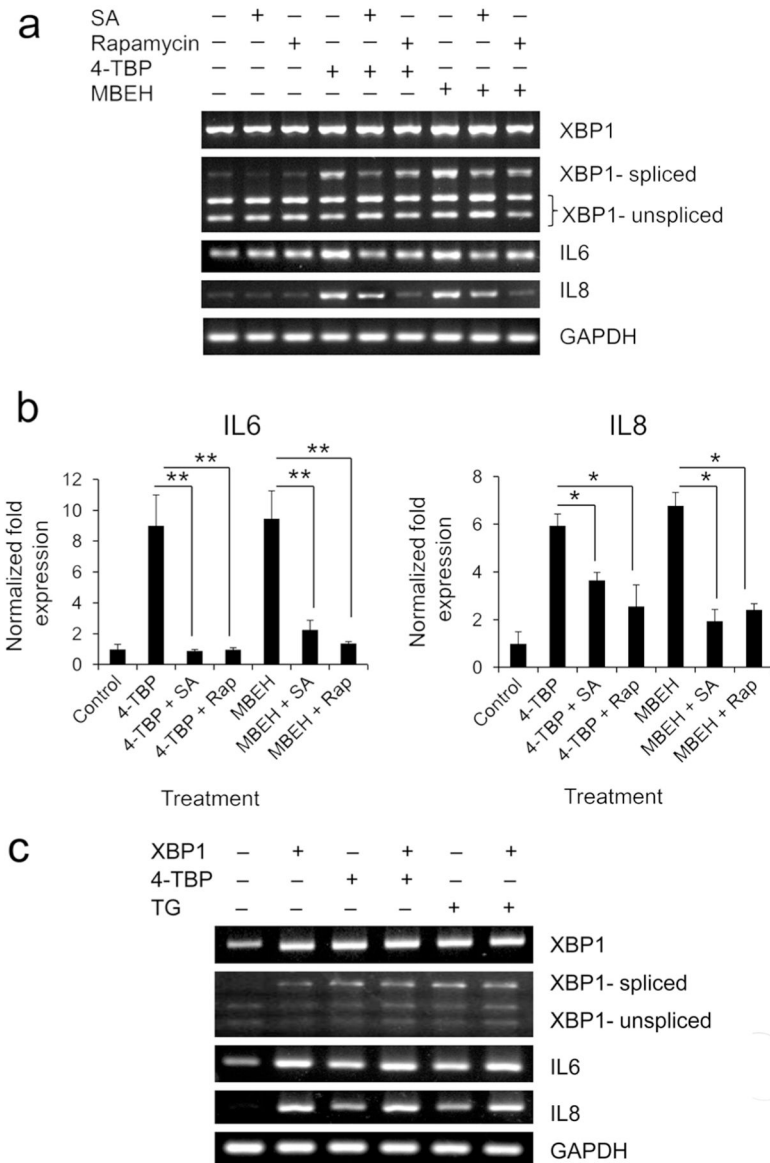 a
SA – + – – + – – + –
Rapamycin – – + – – + – – +
4-TBP – – – + + + – – –
MBEH – – – – – – + + +
XBP1
XBP1- spliced
XBP1- unspliced
IL6
IL8
GAPDH
b
IL6
Normalized fold expression
12
10
8
6
4
2
0
** ** ** **
Control
4-TBP
4-TBP + SA
4-TBP + Rap
MBEH
MBEH + SA
MBEH + Rap
Treatment
IL8
Normalized fold expression
8
6
4
2
0
* * * *
Control
4-TBP
4-TBP + SA
4-TBP + Rap
MBEH
MBEH + SA
MBEH + Rap
Treatment
c
XBP1 – + – + – +
4-TBP – – + + – –
TG – – – – + +
XBP1
XBP1- spliced
XBP1- unspliced
IL6
IL8
GAPDH